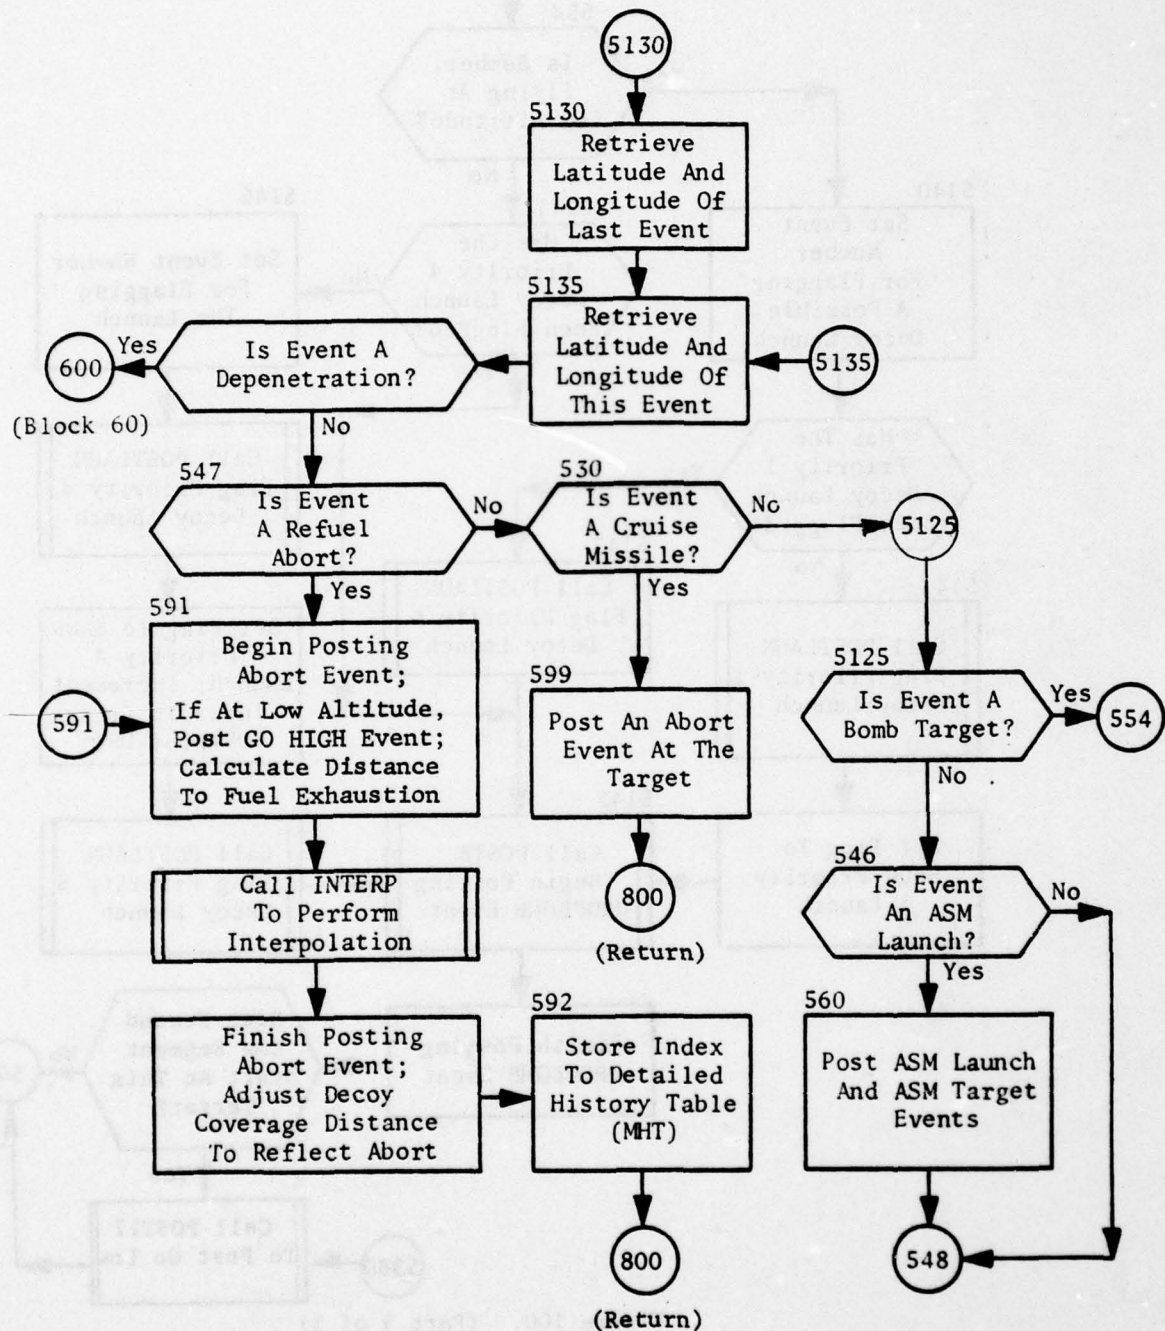 5130
5130
Retrieve
Latitude And
Longitude Of
Last Event
5135
Retrieve
Latitude And
Longitude Of
This Event
5135
Is Event A
Depenetration?
Yes
600
(Block 60)
No
547
Is Event
A Refuel
Abort?
No
530
Is Event
A Cruise
Missile?
No
5125
Yes
Yes
591
Begin Posting
Abort Event;
If At Low Altitude,
Post GO HIGH Event;
Calculate Distance
To Fuel Exhaustion
591
599
Post An Abort
Event At The
Target
800
(Return)
5125
Is Event A
Bomb Target?
Yes
554
No
546
Is Event
An ASM
Launch?
No
Yes
Call INTERP
To Perform
Interpolation
Finish Posting
Abort Event;
Adjust Decoy
Coverage Distance
To Reflect Abort
592
Store Index
To Detailed
History Table
(MHT)
800
(Return)
560
Post ASM Launch
And ASM Target
Events
548